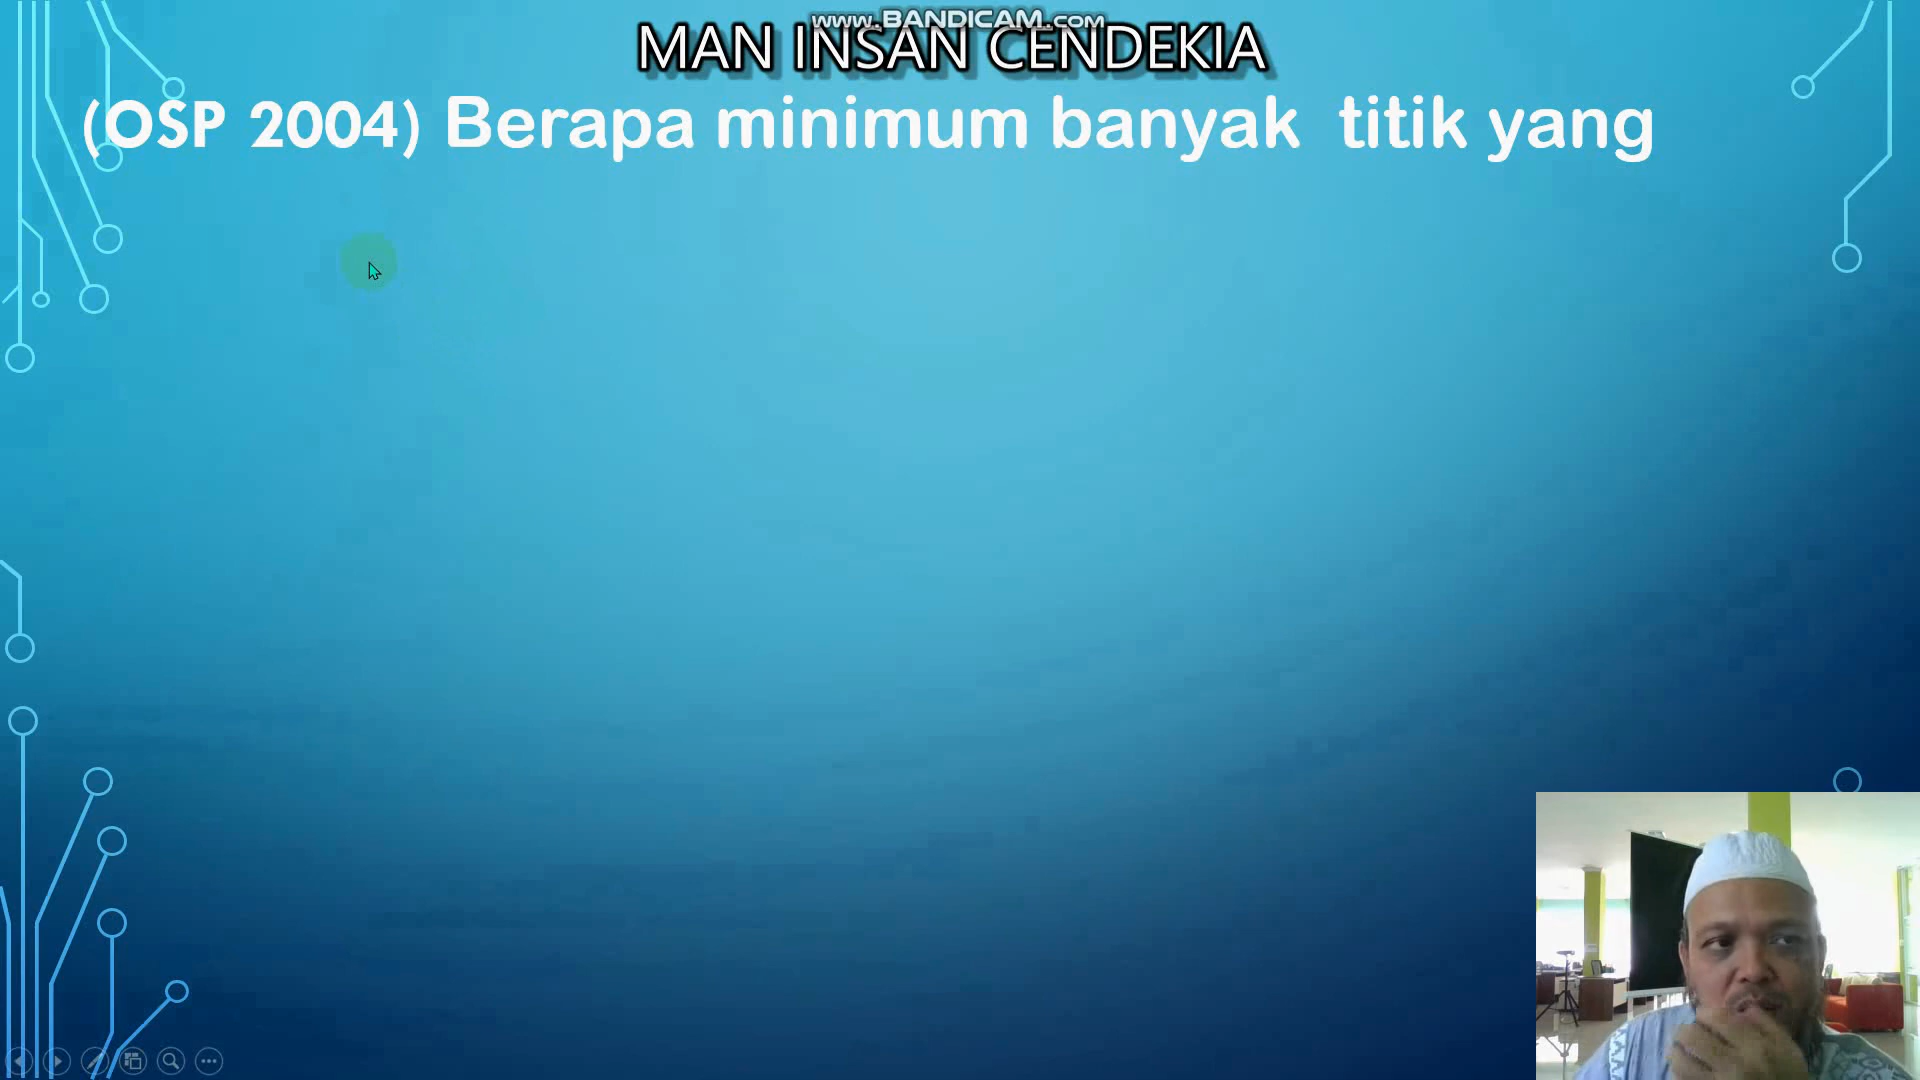 www.BANDICAM.com
MAN INSAN CENDEKIA
(OSP 2004) Berapa minimum banyak titik yang